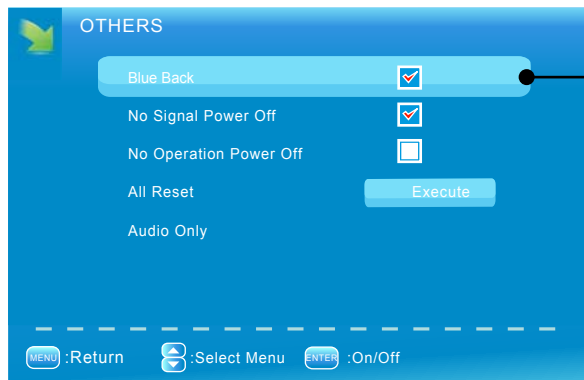 OTHERS
Blue Back
No Signal Power Off
No Operation Power Off
All Reset Execute
Audio Only
MENU :Return :Select Menu ENTER :On/Off